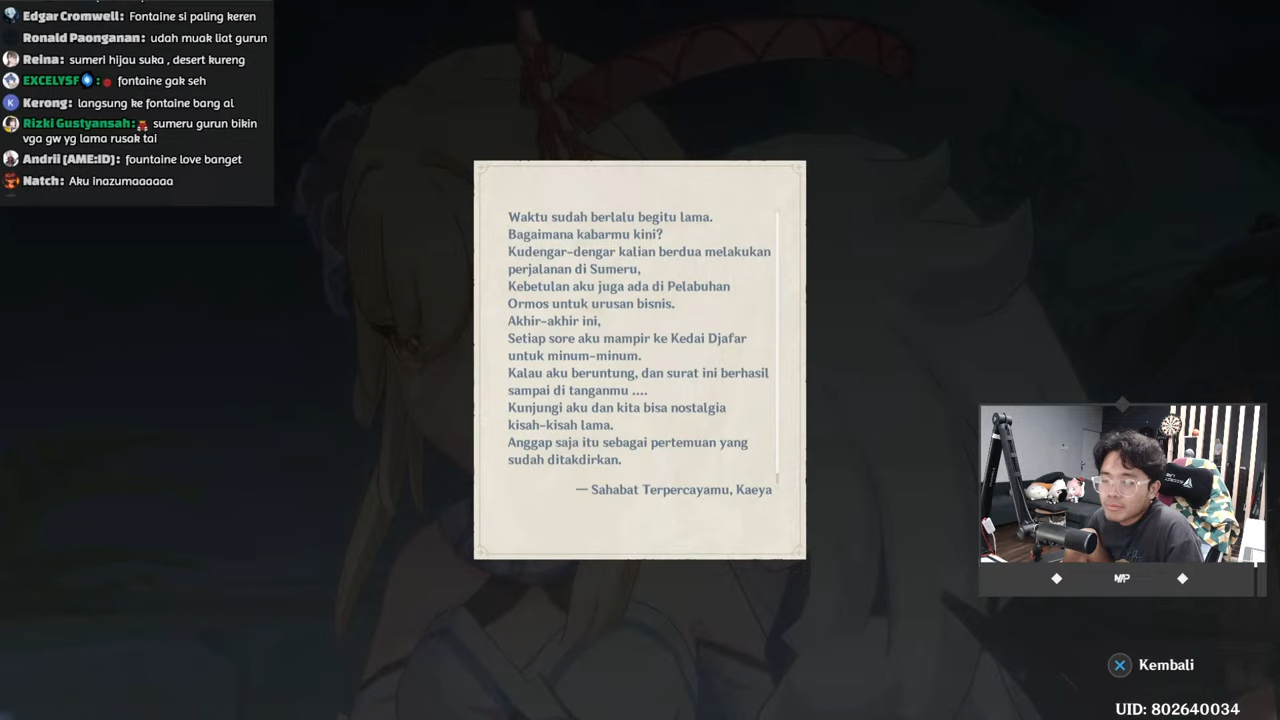 Edgar Cromwell: Fontaine si paling keren
Ronald Paonganan: udah muak liat gurun
Reina: sumeri hijau suka , desert kureng
EXCELYSF : fontaine gak seh
K Kerong: langsung ke fontaine bang al
Rizki Gustyansah: sumeru gurun bikin
vga gw yg lama rusak tai
Andrii [AME:ID]: fountaine love banget
Natch: Aku inazumaaaaaa
Waktu sudah berlalu begitu lama.
Bagaimana kabarmu kini?
Kudengar-dengar kalian berdua melakukan
perjalanan di Sumeru,
Kebetulan aku juga ada di Pelabuhan
Ormos untuk urusan bisnis.
Akhir-akhir ini,
Setiap sore aku mampir ke Kedai Djafar
untuk minum-minum.
Kalau aku beruntung, dan surat ini berhasil
sampai di tanganmu ....
Kunjungi aku dan kita bisa nostalgia
kisah-kisah lama.
Anggap saja itu sebagai pertemuan yang
sudah ditakdirkan.
— Sahabat Terpercayamu, Kaeya
Kembali
UID: 802640034